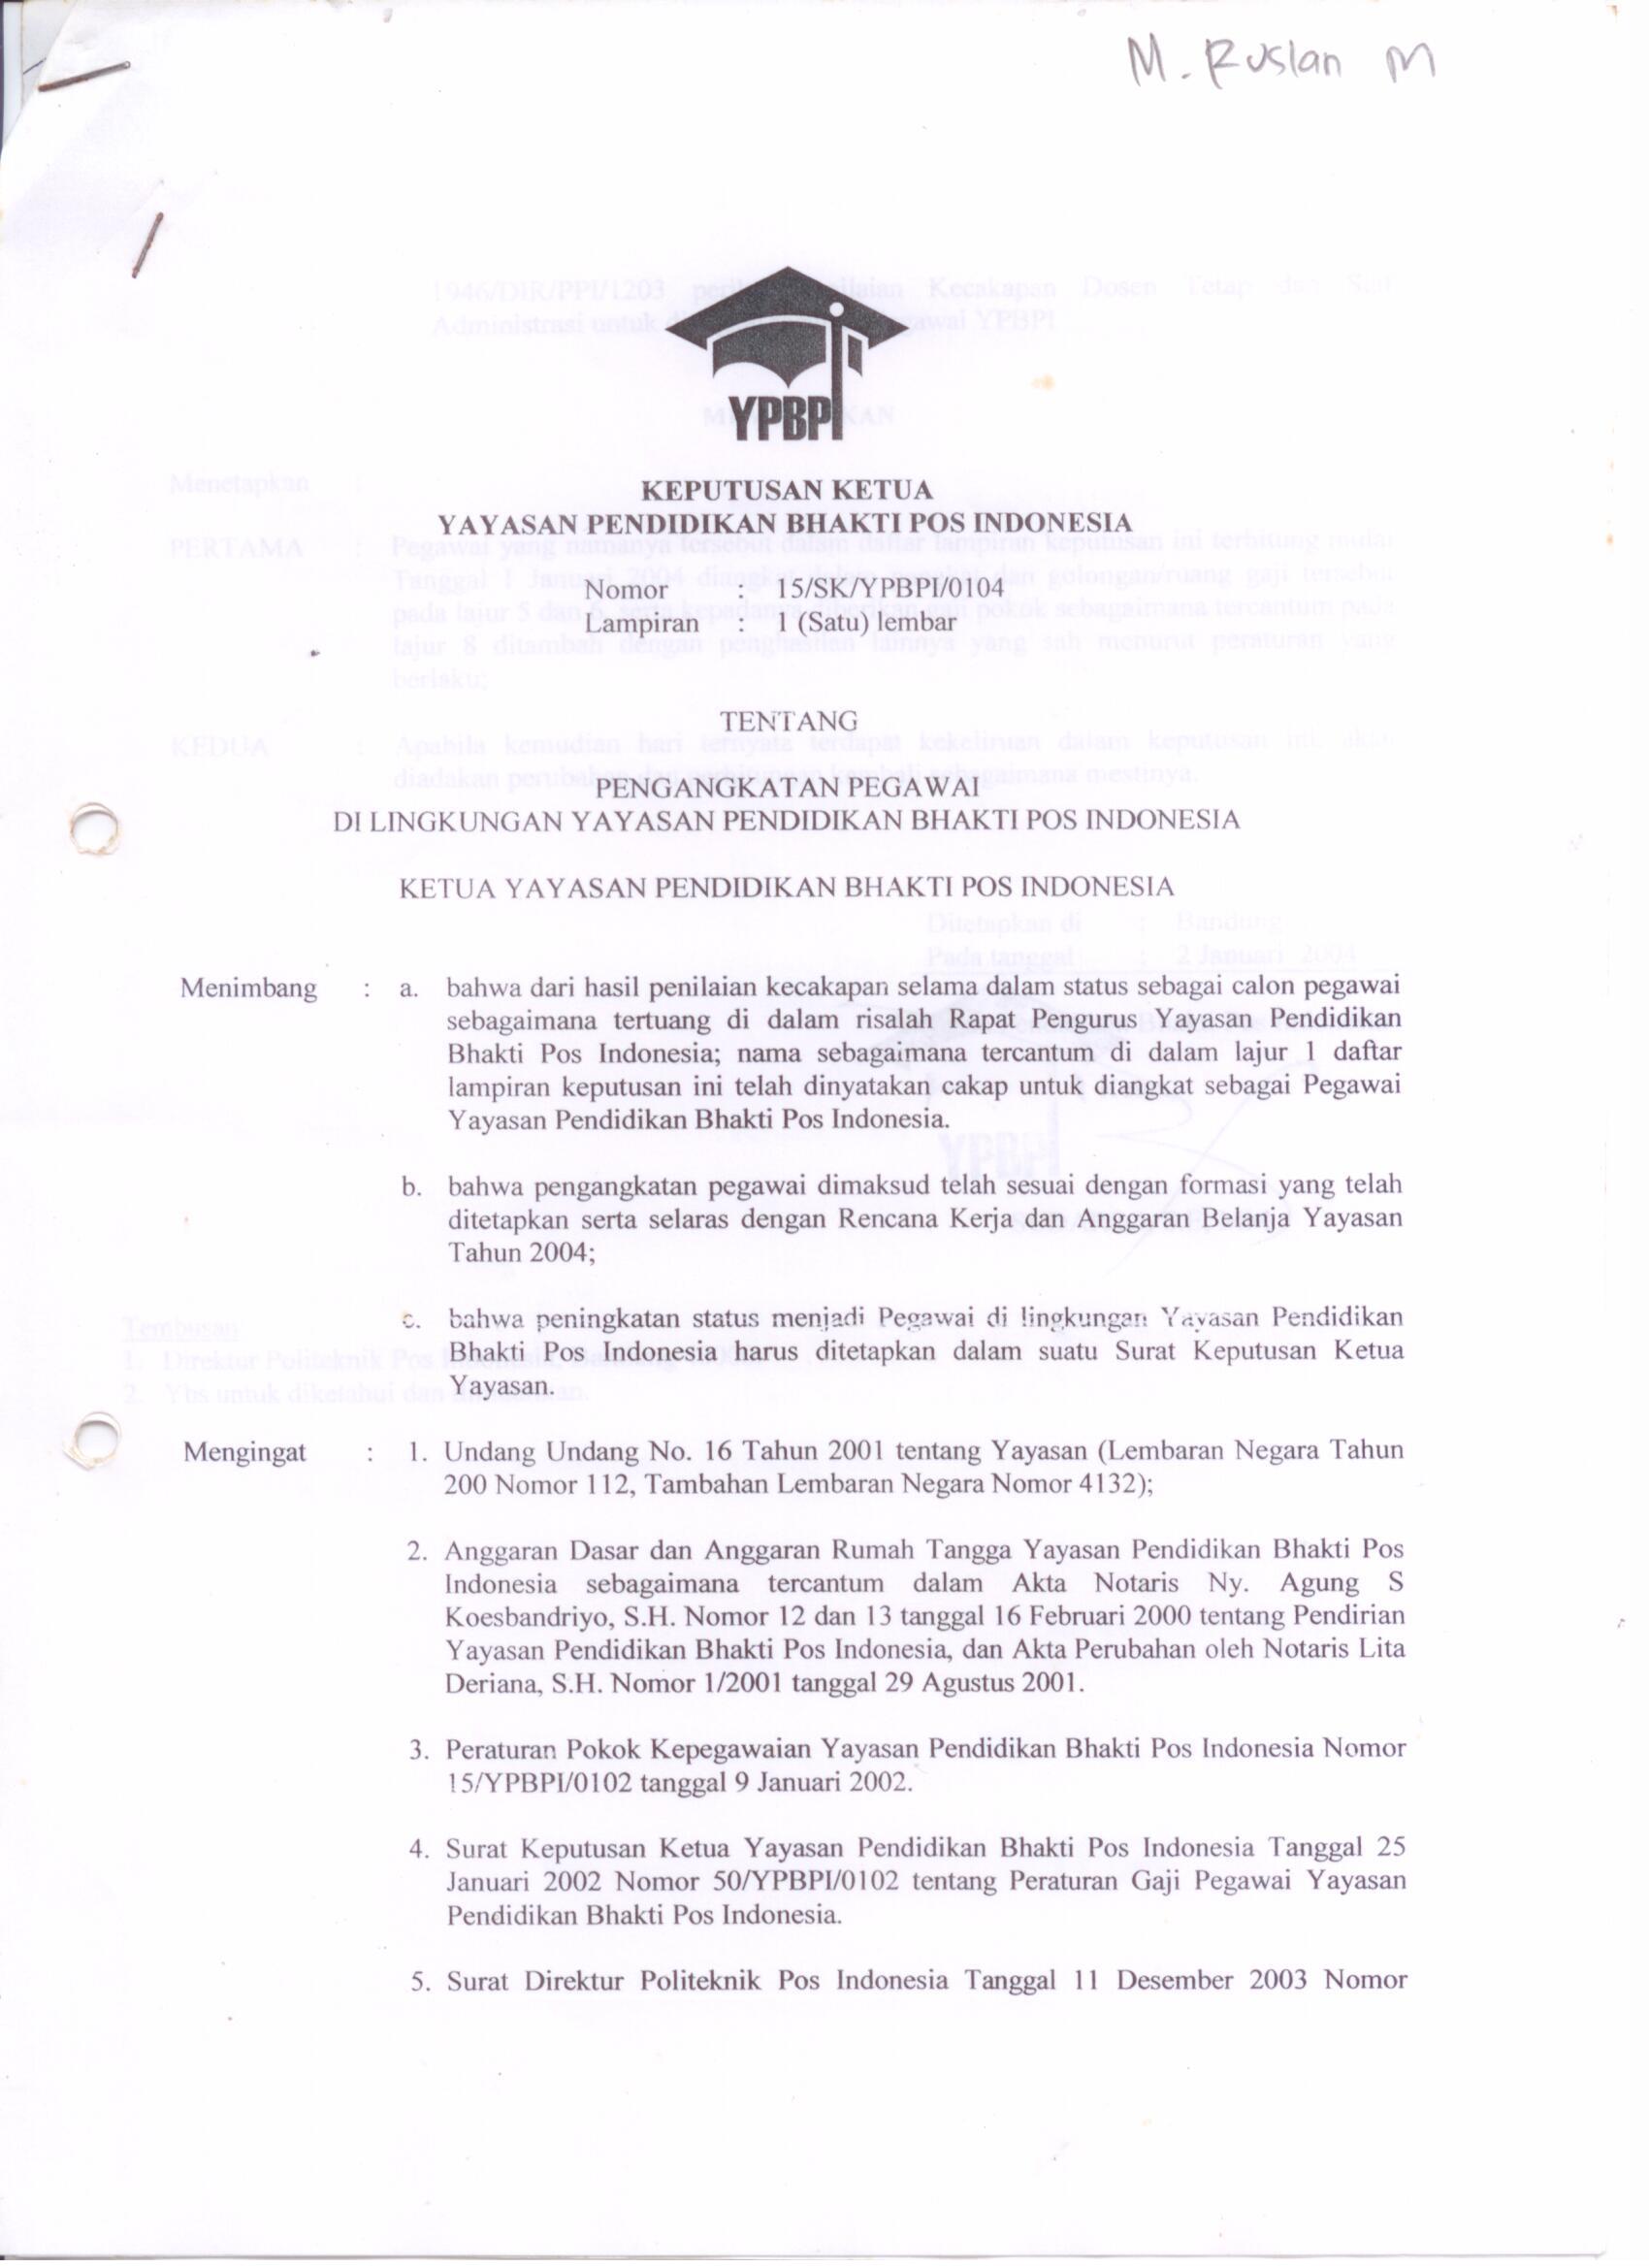 M. Ruslan M
YPBPI
KEPUTUSAN KETUA
YAYASAN PENDIDIKAN BHAKTI POS INDONESIA
Nomor : 15/SK/YPBPI/0104
Lampiran : 1 (Satu) lembar
TENTANG
PENGANGKATAN PEGAWAI
DI LINGKUNGAN YAYASAN PENDIDIKAN BHAKTI POS INDONESIA
KETUA YAYASAN PENDIDIKAN BHAKTI POS INDONESIA
Menimbang : a. bahwa dari hasil penilaian kecakapan selama dalam status sebagai calon pegawai
sebagaimana tertuang di dalam risalah Rapat Pengurus Yayasan Pendidikan
Bhakti Pos Indonesia; nama sebagaimana tercantum di dalam lajur 1 daftar
lampiran keputusan ini telah dinyatakan cakap untuk diangkat sebagai Pegawai
Yayasan Pendidikan Bhakti Pos Indonesia.
b. bahwa pengangkatan pegawai dimaksud telah sesuai dengan formasi yang telah
ditetapkan serta selaras dengan Rencana Kerja dan Anggaran Belanja Yayasan
Tahun 2004;
c. bahwa peningkatan status menjadi Pegawai di lingkungan Yayasan Pendidikan
Bhakti Pos Indonesia harus ditetapkan dalam suatu Surat Keputusan Ketua
Yayasan.
Mengingat : 1. Undang Undang No. 16 Tahun 2001 tentang Yayasan (Lembaran Negara Tahun
200 Nomor 112, Tambahan Lembaran Negara Nomor 4132);
2. Anggaran Dasar dan Anggaran Rumah Tangga Yayasan Pendidikan Bhakti Pos
Indonesia sebagaimana tercantum dalam Akta Notaris Ny. Agung S
Koesbandriyo, S.H. Nomor 12 dan 13 tanggal 16 Februari 2000 tentang Pendirian
Yayasan Pendidikan Bhakti Pos Indonesia, dan Akta Perubahan oleh Notaris Lita
Deriana, S.H. Nomor 1/2001 tanggal 29 Agustus 2001.
3. Peraturan Pokok Kepegawaian Yayasan Pendidikan Bhakti Pos Indonesia Nomor
15/YPBPI/0102 tanggal 9 Januari 2002.
4. Surat Keputusan Ketua Yayasan Pendidikan Bhakti Pos Indonesia Tanggal 25
Januari 2002 Nomor 50/YPBPI/0102 tentang Peraturan Gaji Pegawai Yayasan
Pendidikan Bhakti Pos Indonesia.
5. Surat Direktur Politeknik Pos Indonesia Tanggal 11 Desember 2003 Nomor